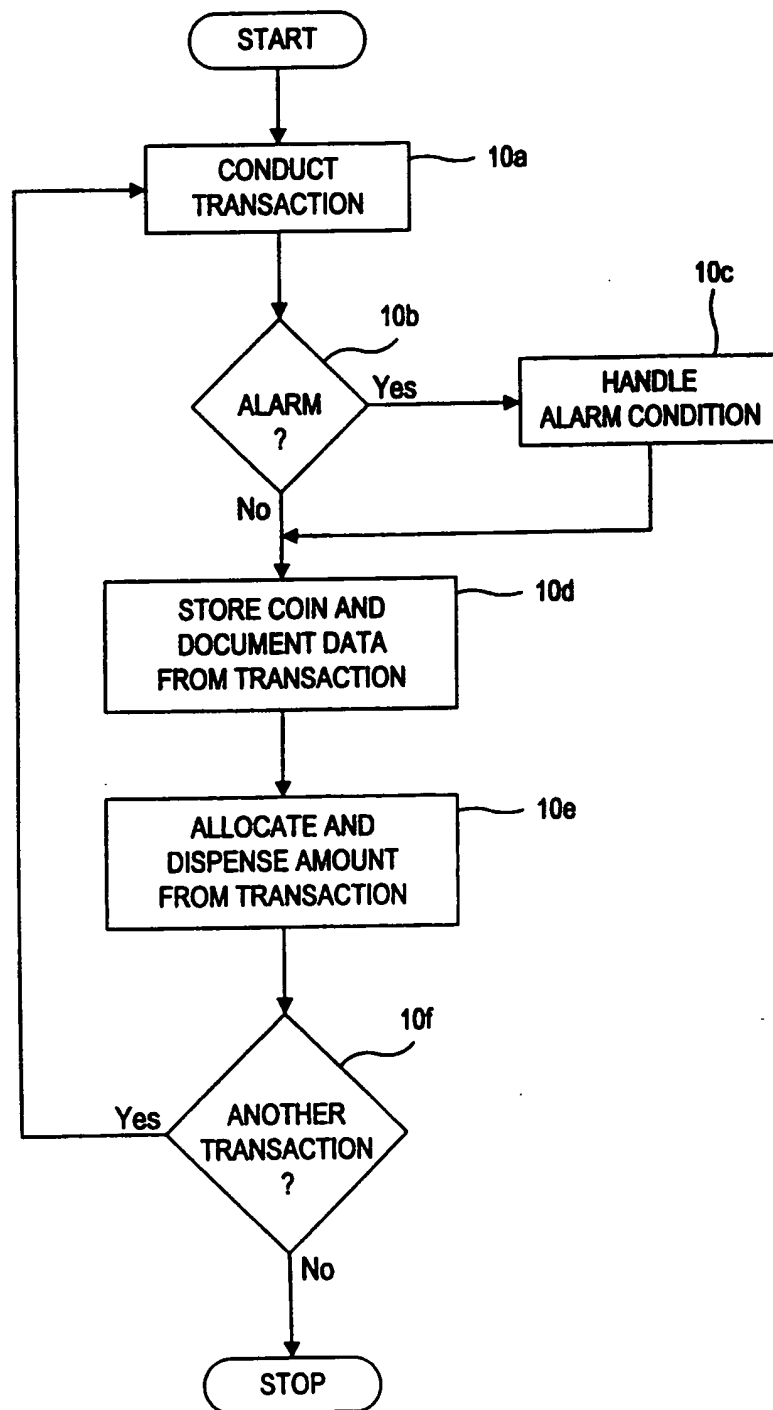 START
CONDUCT
TRANSACTION
10a
10b
ALARM
?
Yes
10c
HANDLE
ALARM CONDITION
No
STORE COIN AND
DOCUMENT DATA
FROM TRANSACTION
10d
ALLOCATE AND
DISPENSE AMOUNT
FROM TRANSACTION
10e
10f
Yes
ANOTHER
TRANSACTION
?
No
STOP